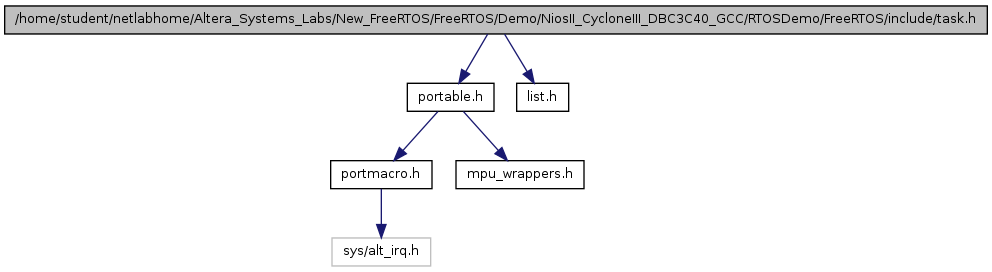 /home/student/netlabhome/Altera_Systems_Labs/New_FreeRTOS/FreeRTOS/Demo/NiosII_CycloneIII_DBC3C40_GCC/RTOSDemo/FreeRTOS/include/task.h
portable.h
list.h
portmacro.h
mpu_wrappers.h
sys/alt_irq.h